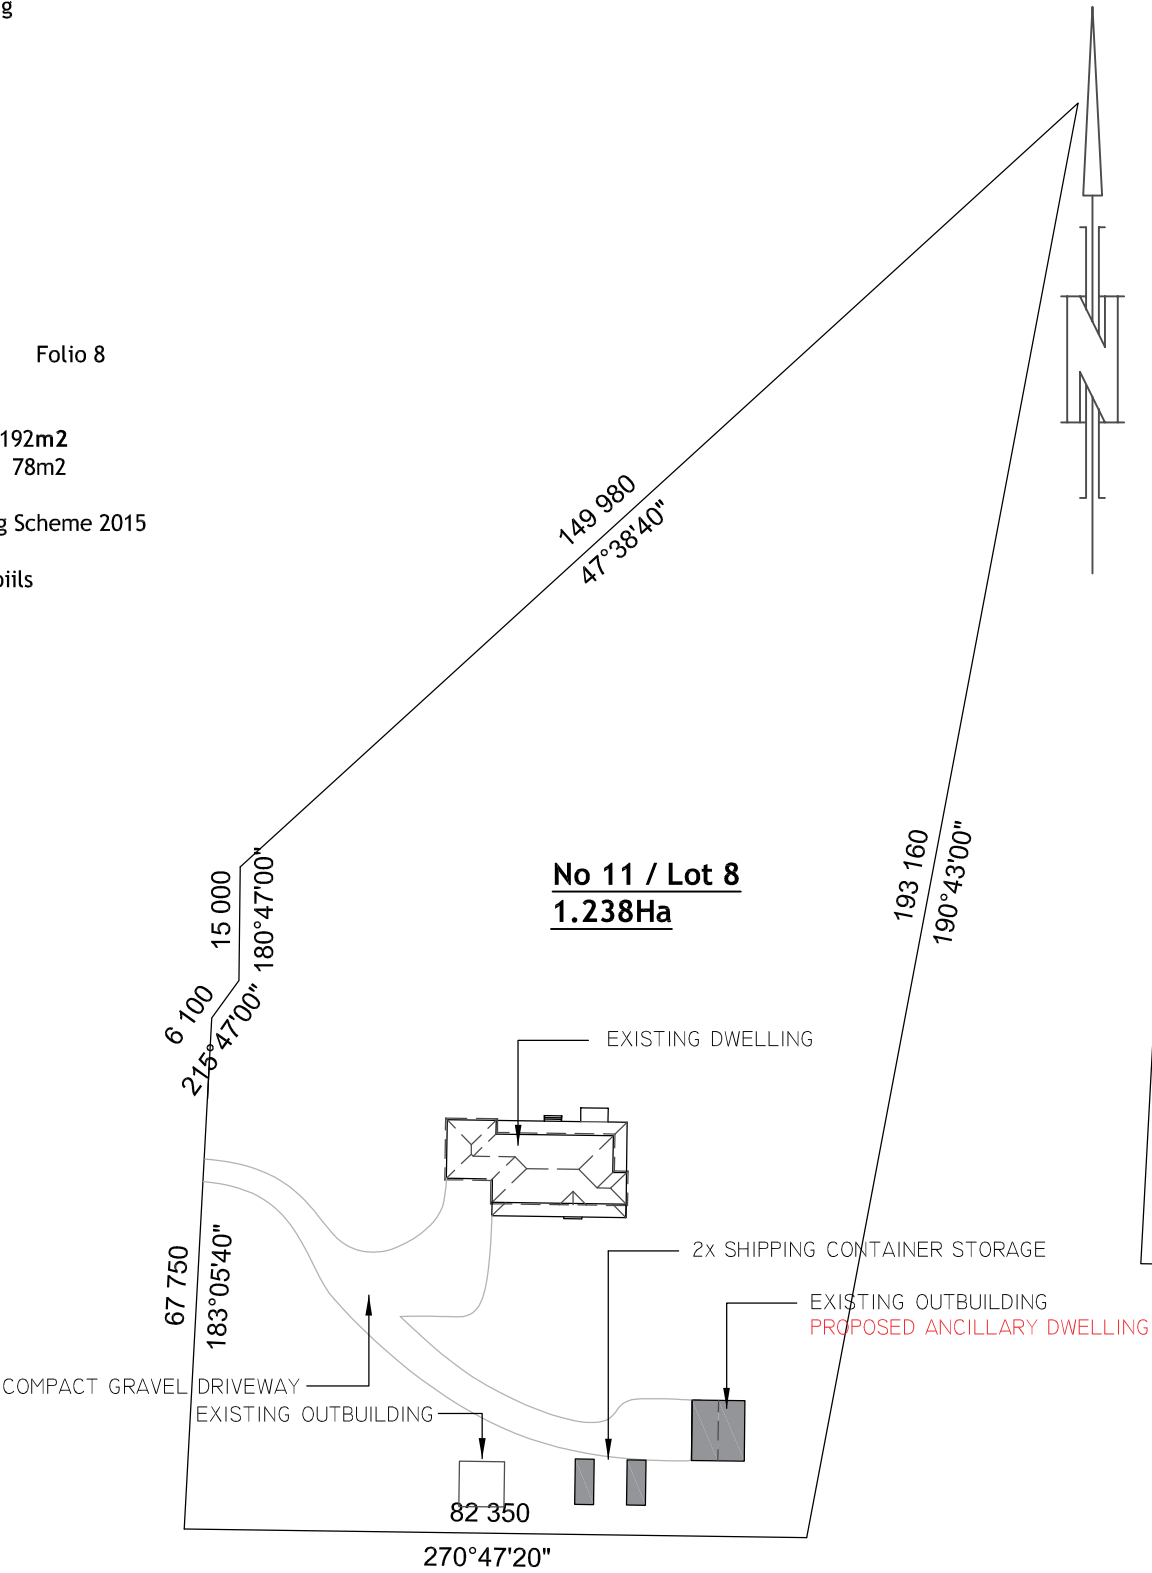 g
Folio 8
192m2
78m2
g Scheme 2015
oiils
N
149 980
47°38'40"
No 11 / Lot 8
1.238Ha
193 160
190°43'00"
15 000
180°47'00"
6 100
215°47'00"
EXISTING DWELLING
2x SHIPPING CONTAINER STORAGE
67 750
183°05'40"
EXISTING OUTBUILDING
PROPOSED ANCILLARY DWELLING
COMPACT GRAVEL DRIVEWAY
EXISTING OUTBUILDING
82 350
270°47'20"